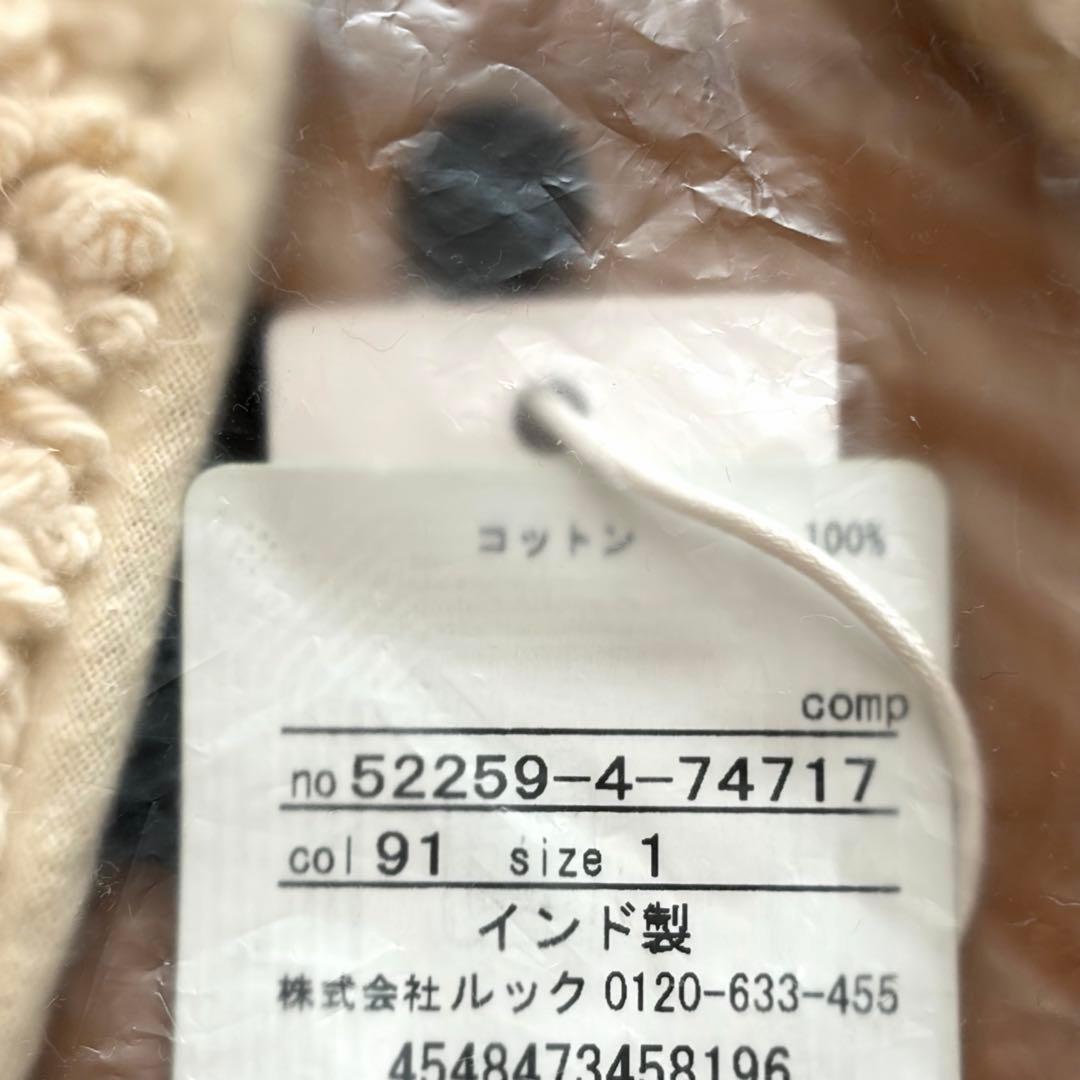 コットン 100%
comp
no 52259-4-74717
col 91 size 1
インド製
株式会社ルック 0120-633-455
4548473458196